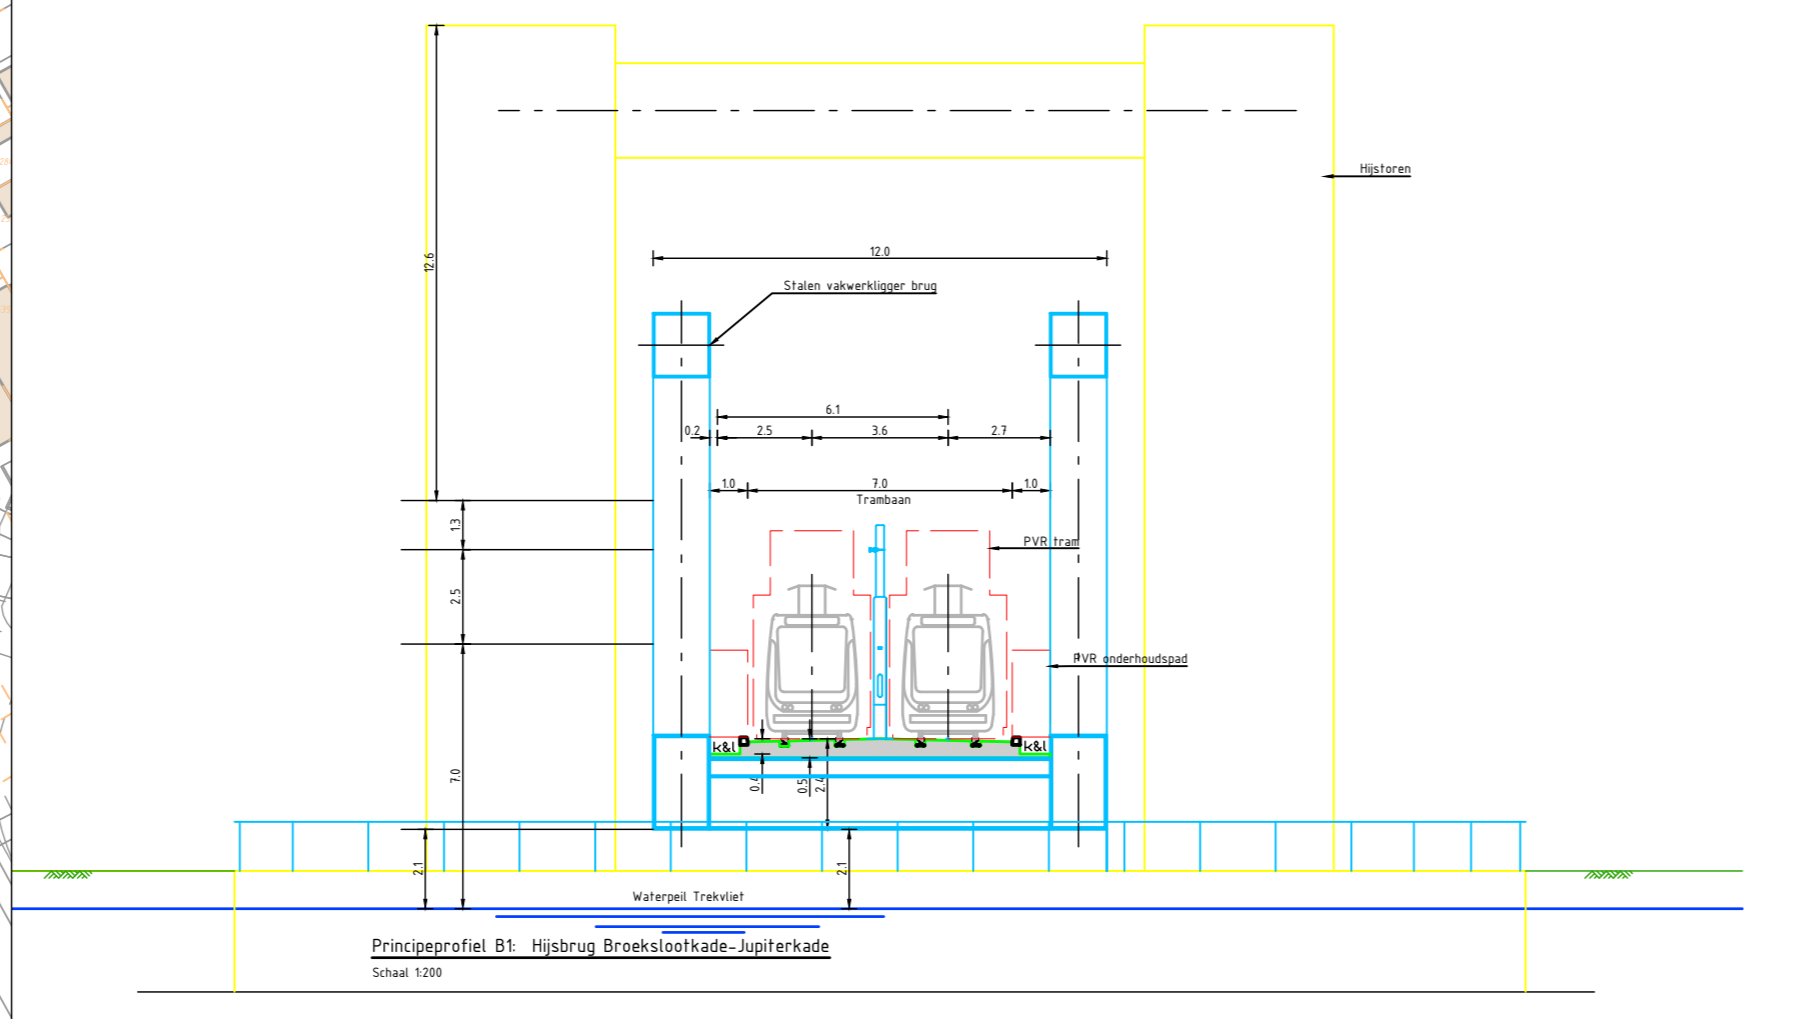 Hijstoren
12.0
12.6
Stalen vakwerkligger brug
6.1
0.2
2.5
3.6
2.7
1.0
7.0
1.0
Trambaan
1.3
PVR tram
2.5
PVR onderhoudspad
k&l
k&l
7.0
0.4
0.5
2.4
2.1
2.1
Waterpeil Trekvliet
Principeprofiel B1: Hijsbrug Broekslootkade-Jupiterkade
Schaal 1:200